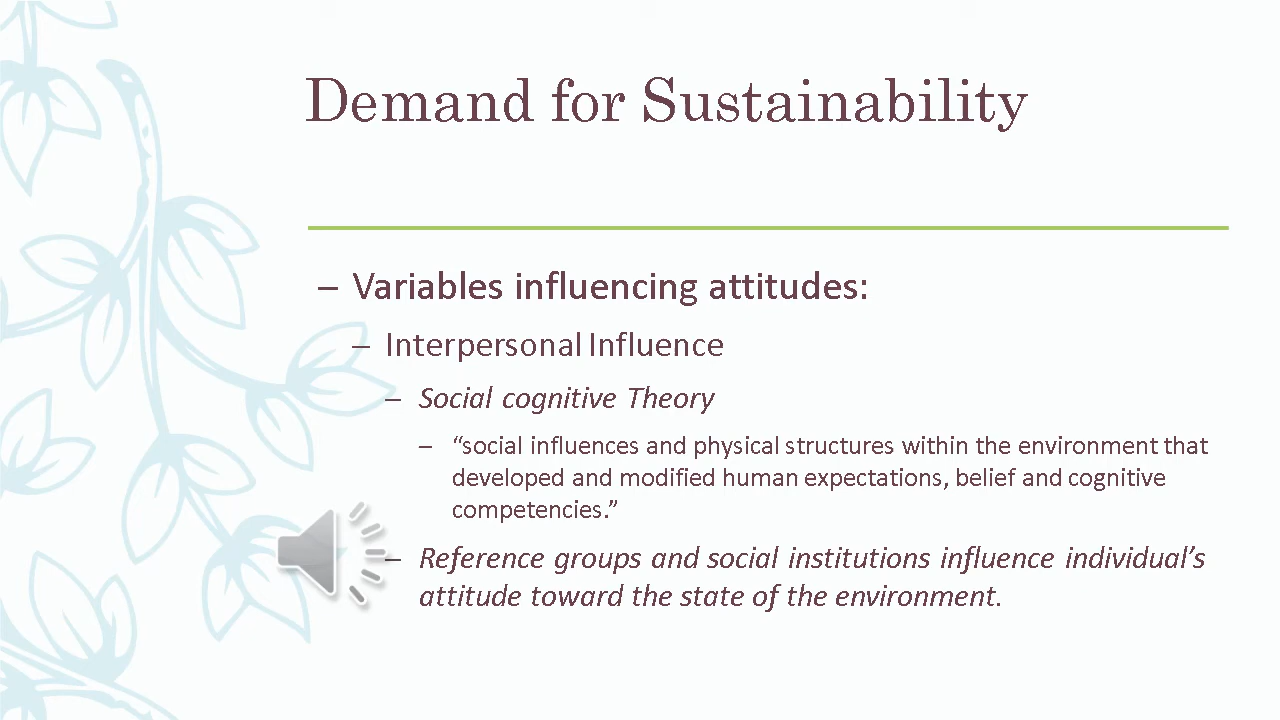 Demand for Sustainability
– Variables influencing attitudes:
– Interpersonal Influence
– Social cognitive Theory
– “social influences and physical structures within the environment that
developed and modified human expectations, belief and cognitive
competencies.”
– Reference groups and social institutions influence individual’s
attitude toward the state of the environment.